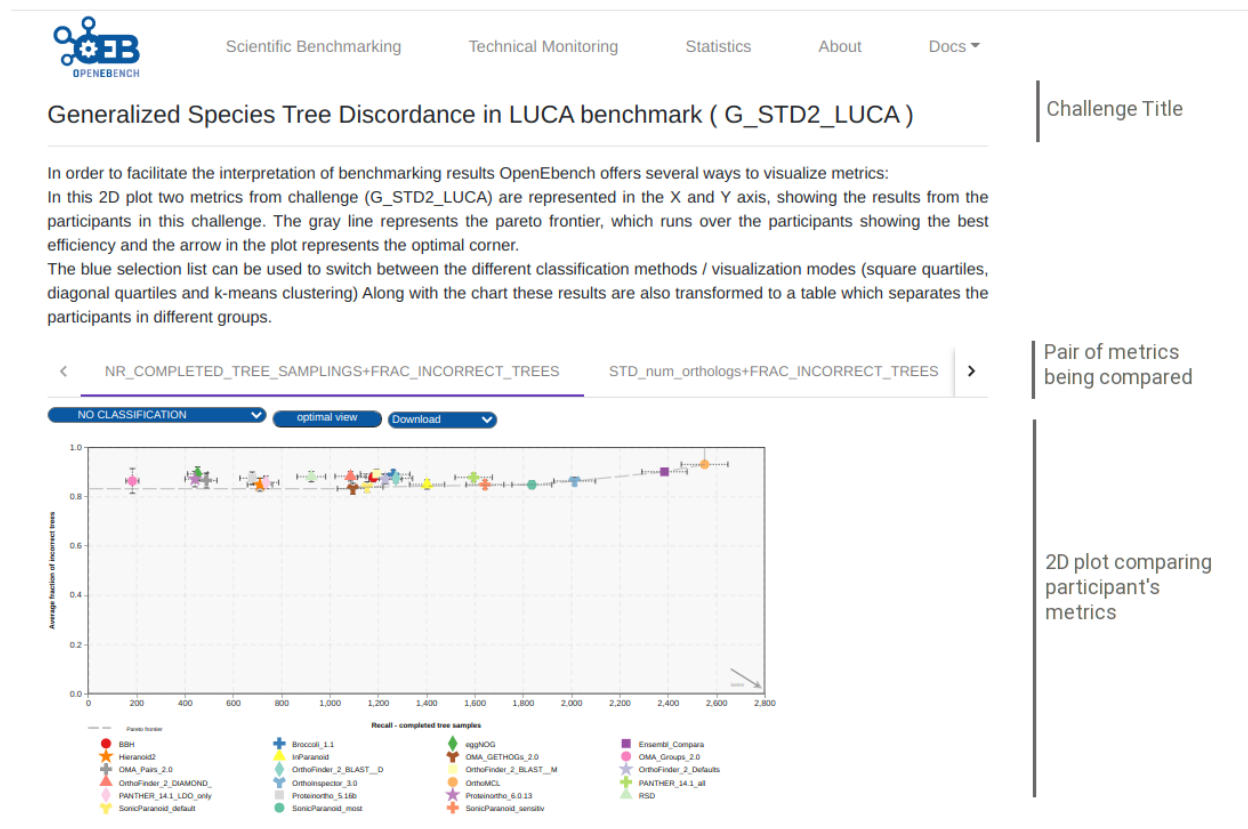 OEB
OPENEBENCH
Scientific Benchmarking Technical Monitoring Statistics About Docs
Generalized Species Tree Discordance in LUCA benchmark ( G_STD2_LUCA )
Challenge Title
In order to facilitate the interpretation of benchmarking results OpenEbench offers several ways to visualize metrics:
In this 2D plot two metrics from challenge (G_STD2_LUCA) are represented in the X and Y axis, showing the results from the
participants in this challenge. The gray line represents the pareto frontier, which runs over the participants showing the best
efficiency and the arrow in the plot represents the optimal corner.
The blue selection list can be used to switch between the different classification methods / visualization modes (square quartiles,
diagonal quartiles and k-means clustering) Along with the chart these results are also transformed to a table which separates the
participants in different groups.
Pair of metrics
being compared
NR_COMPLETED_TREE_SAMPLINGS+FRAC_INCORRECT_TREES STD_num_orthologs+FRAC_INCORRECT_TREES
NO CLASSIFICATION optimal view Download
1.0
0.8
0.6
0.4
0.2
0.0
Average fraction of incorrect trees
2D plot comparing
participant's
metrics
0 200 400 600 800 1,000 1,200 1,400 1,600 1,800 2,000 2,200 2,400 2,600 2,800
Recall - completed tree samples
Pareto frontier
BBH Broccoli_1.1 eggNOG Ensembl_Compara
Hieranoid2 InParanoid OMA_GETHOGs_2.0 OMA_Groups_2.0
OMA_Pairs_2.0 OrthoFinder_2_BLAST__D OrthoFinder_2_BLAST__M OrthoFinder_2_Defaults
OrthoFinder_2_DIAMOND_ OrthoInspector_3.0 OrthoMCL PANTHER_14.1_all
PANTHER_14.1_LDO_only Proteinortho_5.16b Proteinortho_6.0.13 RSD
SonicParanoid_default SonicParanoid_most SonicParanoid_sensitiv